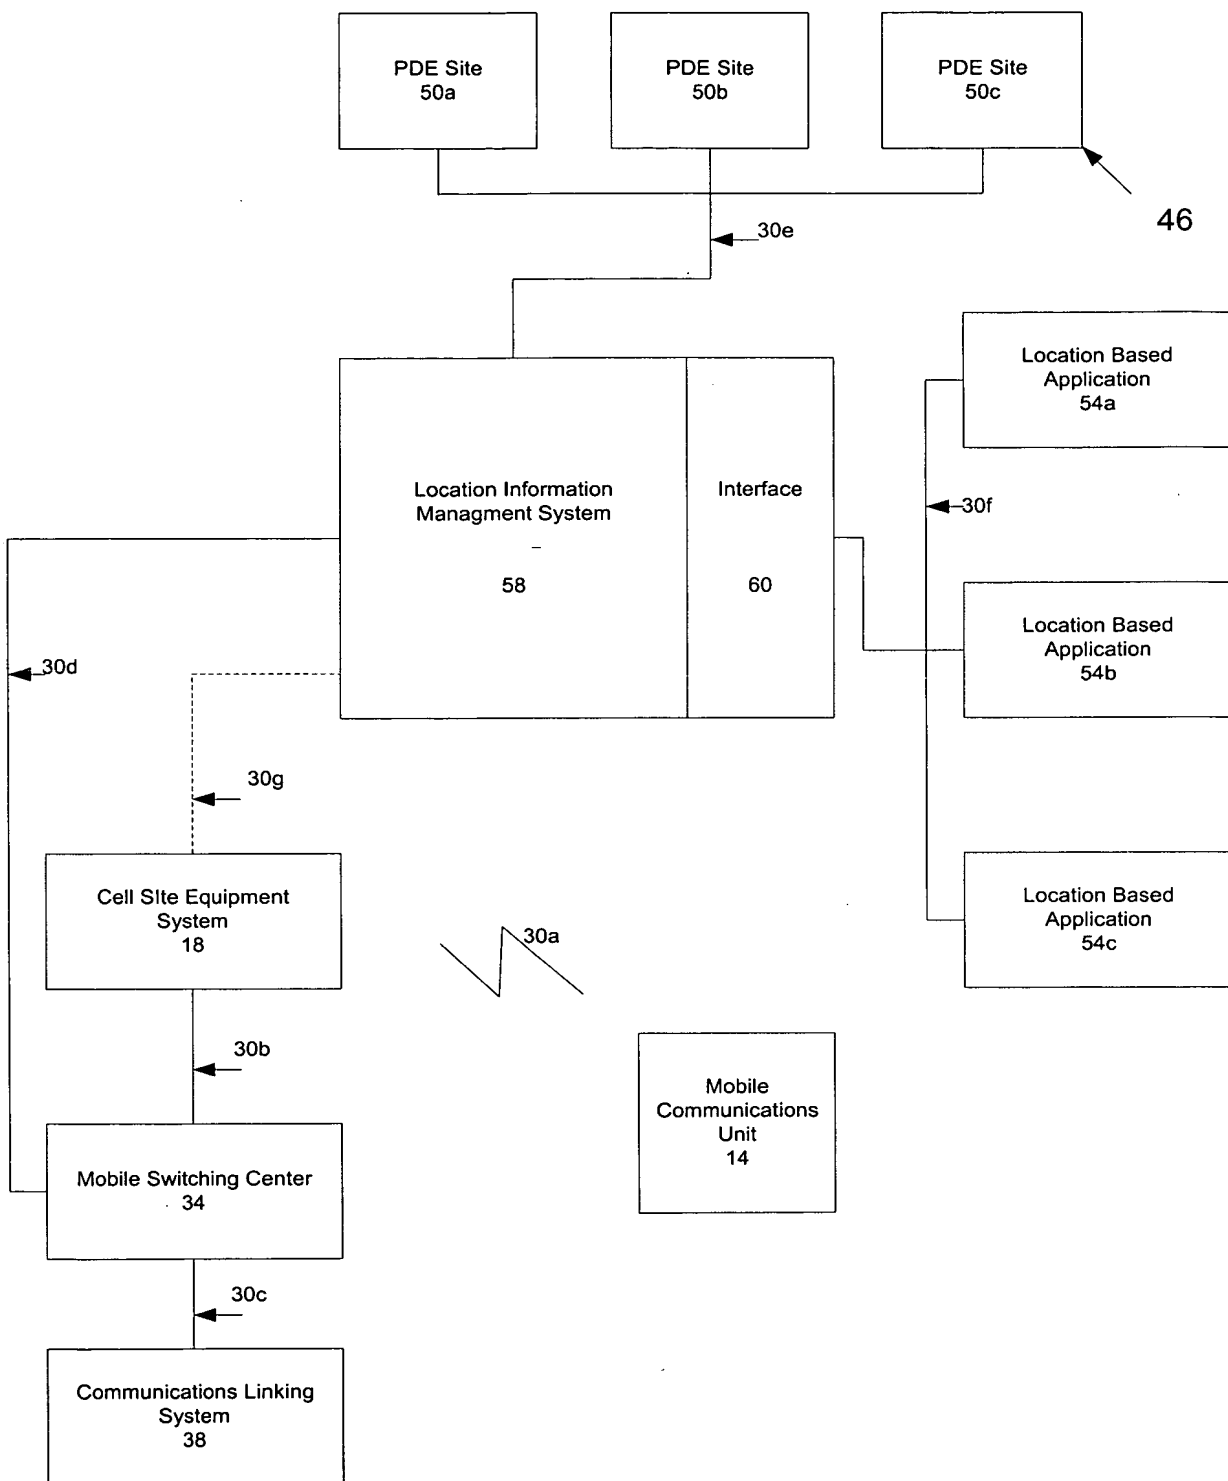 PDE Site
50a
PDE Site
50b
PDE Site
50c
46
30e
Location Based
Application
54a
Location Information
Managment System
58
Interface
60
30f
Location Based
Application
54b
30d
30g
Cell SIte Equipment
System
18
30a
Location Based
Application
54c
30b
Mobile
Communications
Unit
14
Mobile Switching Center
34
30c
Communications Linking
System
38